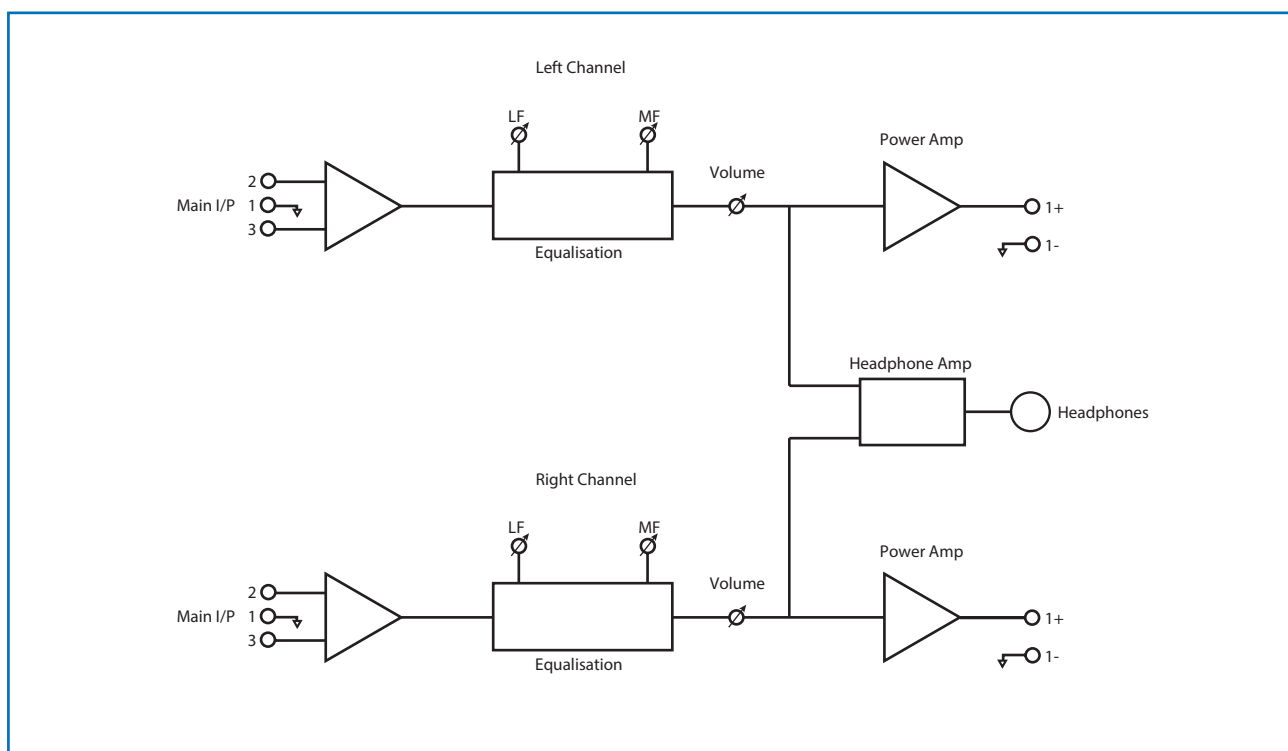 Left Channel
LF
MF
Power Amp
Volume
2
Main I/P
1
3
1+
1-
Equalisation
Headphone Amp
Headphones
Right Channel
LF
MF
Power Amp
Volume
2
Main I/P
1
3
1+
1-
Equalisation